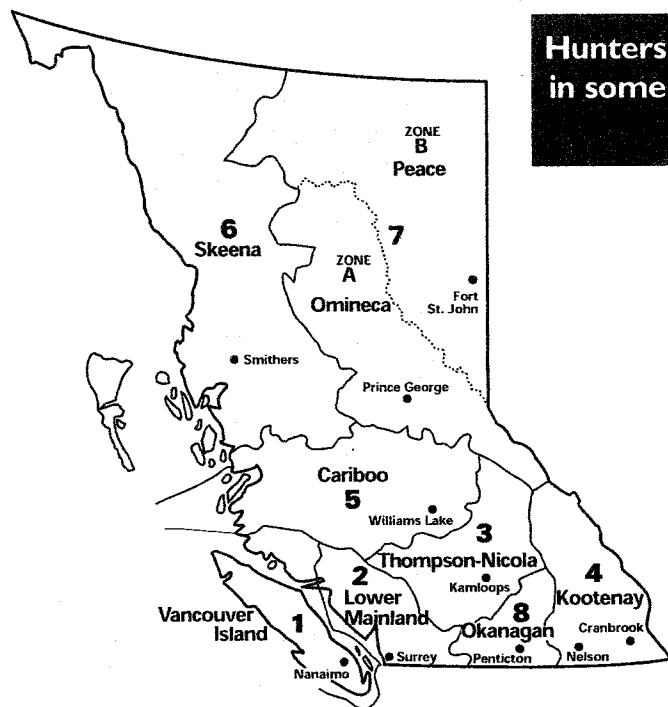 Hunters
in some
ZONE
B
Peace
6
Skeena
7
ZONE
A
Omineca
Fort
St. John
Smithers
Prince George
Cariboo
5
Williams Lake
3
Thompson-Nicola
Kamloops
4
Kootenay
2
Lower
Mainland
8
Okanagan
Cranbrook
Vancouver
Island
1
Nanaimo
Surrey
Penticton
Nelson